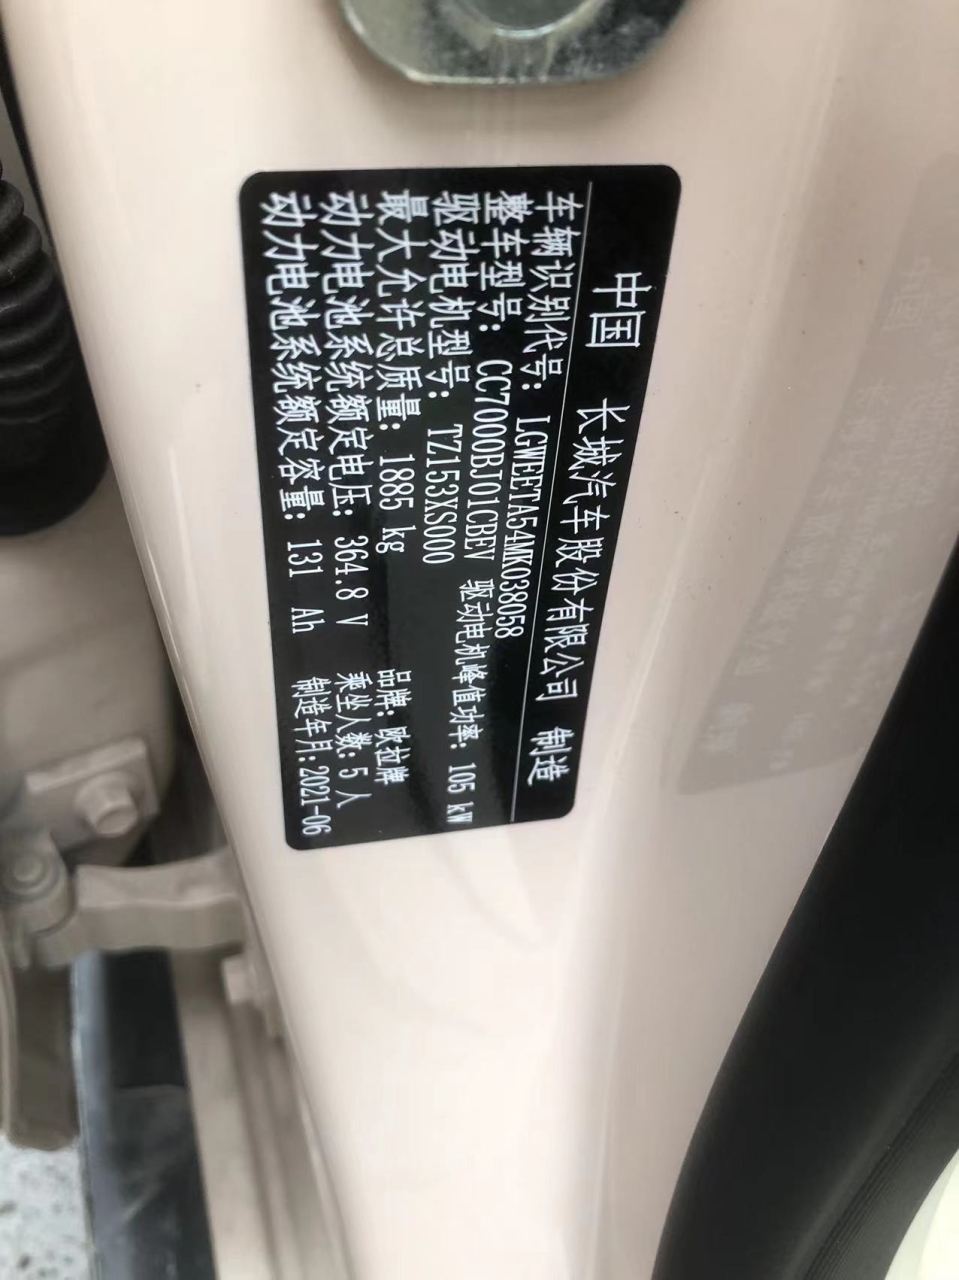 中国 长城汽车股份有限公司 制造
车辆识别代号: LGWEETA54MK038058
整车型号: CC7000BJ01CBEV 驱动电机峰值功率: 105 kW
驱动电机型号: TZ153XS000
最大允许总质量: 1885 kg 品牌: 欧拉牌
动力电池系统额定电压: 364.8 V 乘坐人数: 5 人
动力电池系统额定容量: 131 Ah 制造年月: 2021-06